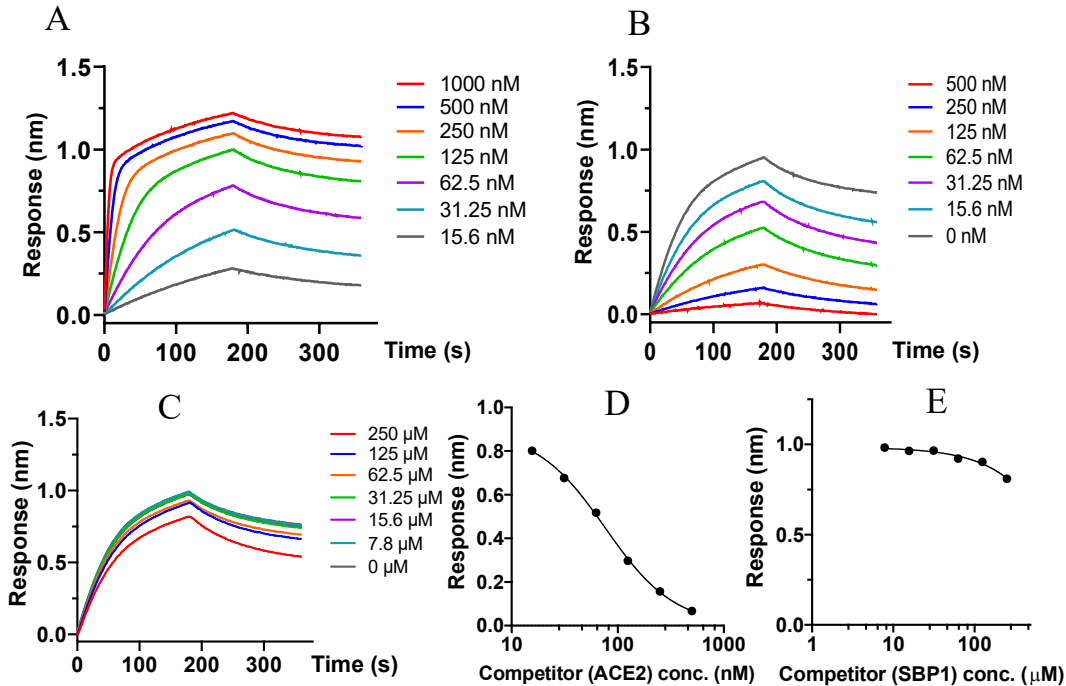 A
Response (nm)
1.5
1.0
0.5
0.0
0 100 200 300 Time (s)
1000 nM
500 nM
250 nM
125 nM
62.5 nM
31.25 nM
15.6 nM
B
Response (nm)
1.5
1.0
0.5
0.0
0 100 200 300 Time (s)
500 nM
250 nM
125 nM
62.5 nM
31.25 nM
15.6 nM
0 nM
C
Response (nm)
1.5
1.0
0.5
0.0
0 100 200 300 Time (s)
250 µM
125 µM
62.5 µM
31.25 µM
15.6 µM
7.8 µM
0 µM
D
Response (nm)
1.0
0.8
0.6
0.4
0.2
0.0
10 100 1000
Competitor (ACE2) conc. (nM)
E
Response (nm)
1.0
0.5
0.0
1 10 100
Competitor (SBP1) conc. (µM)